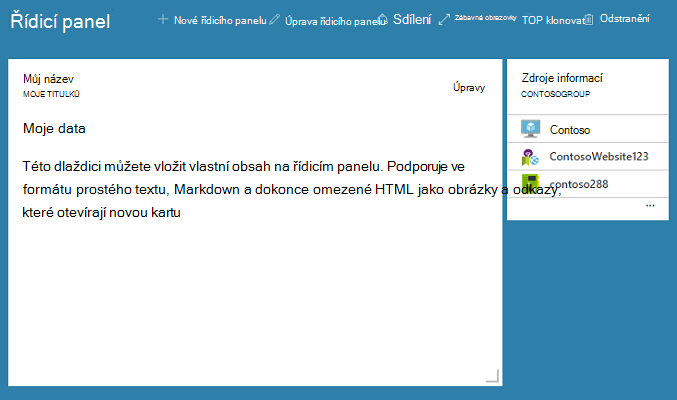 Řídicí panel
Nové řídicího panelu Úprava řídicího panelu Sdílení Zábavné obrazovky TOP klonovat Odstranění
Můj název
MOJE TITULKŮ
Úpravy
Moje data
Této dlaždici můžete vložit vlastní obsah na řídicím panelu. Podporuje ve
formátu prostého textu, Markdown a dokonce omezené HTML jako obrázky a odkazy,
které otevírají novou kartu
Zdroje informací
CONTOSOGROUP
Contoso
ContosoWebsite123
contoso288
...